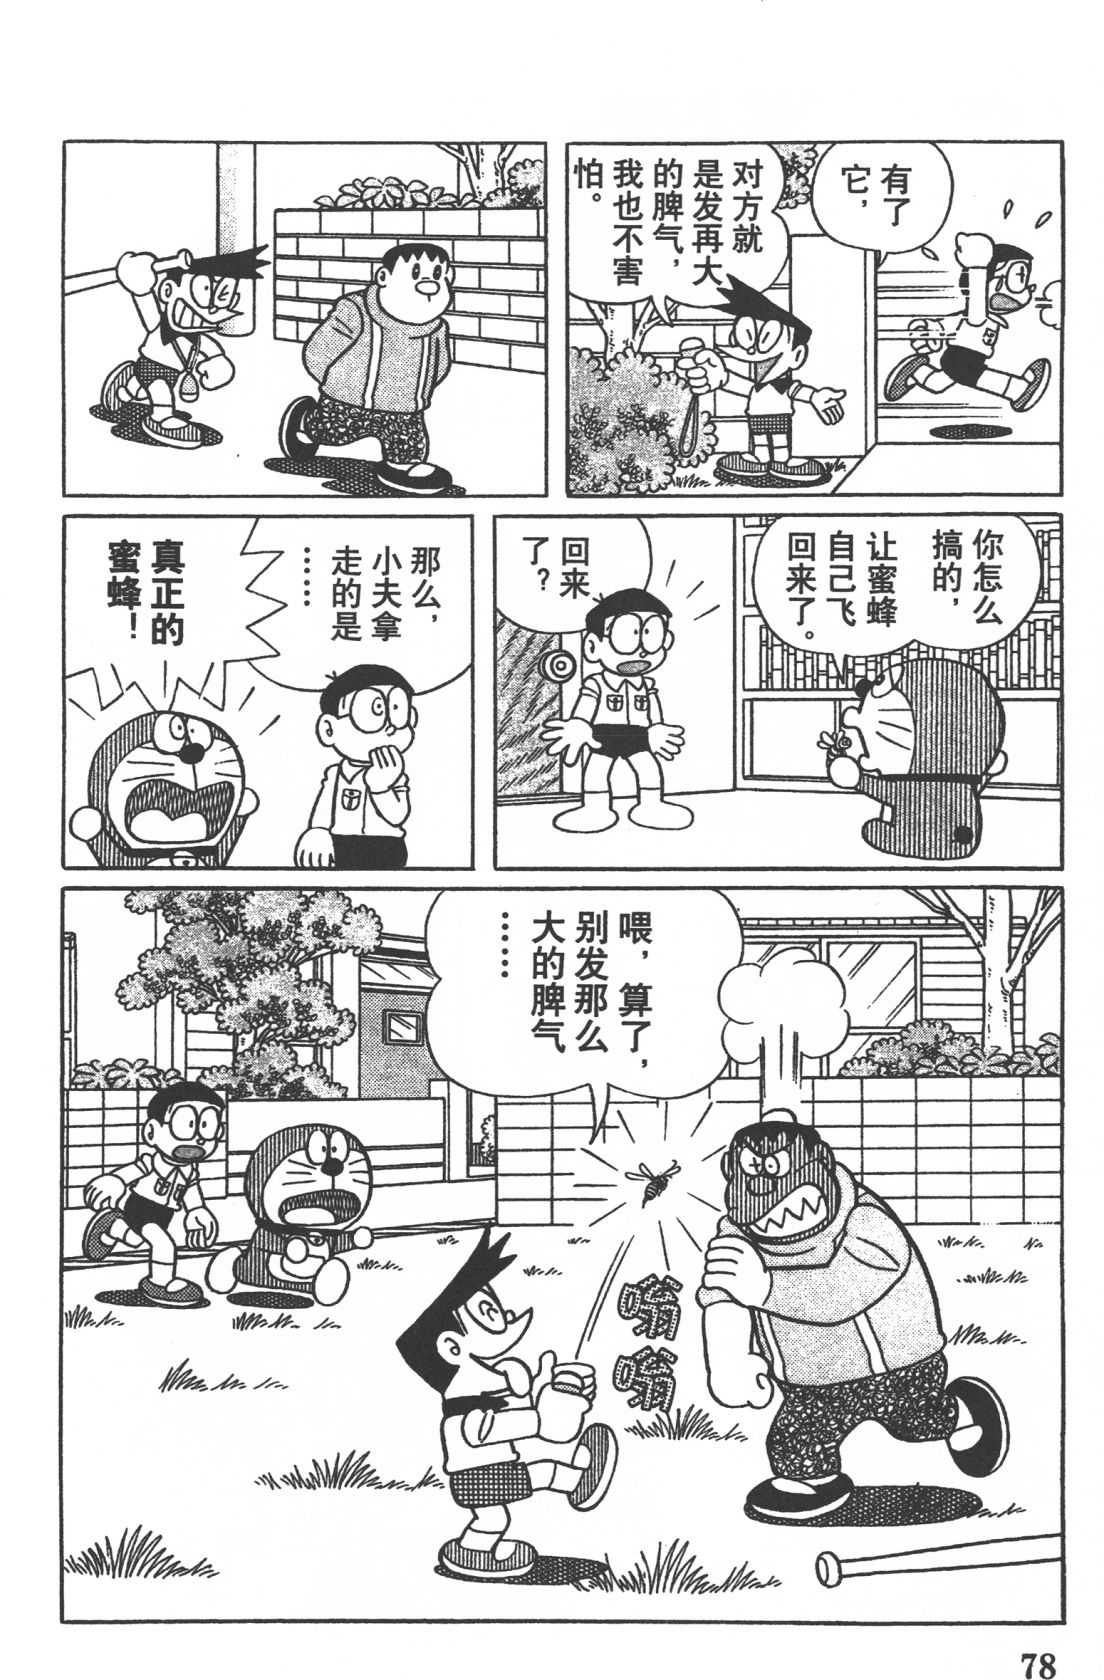 有了
它，
对方就
是发再大
的脾气，
我也不害
怕。
你怎么
搞的，
让蜜蜂
自己飞
回来了。
回来
了？
那么，
小夫拿
走的是
……
真正的
蜜蜂！
喂，算了，
别发那么
大的脾气
……
嗡
嗡
78